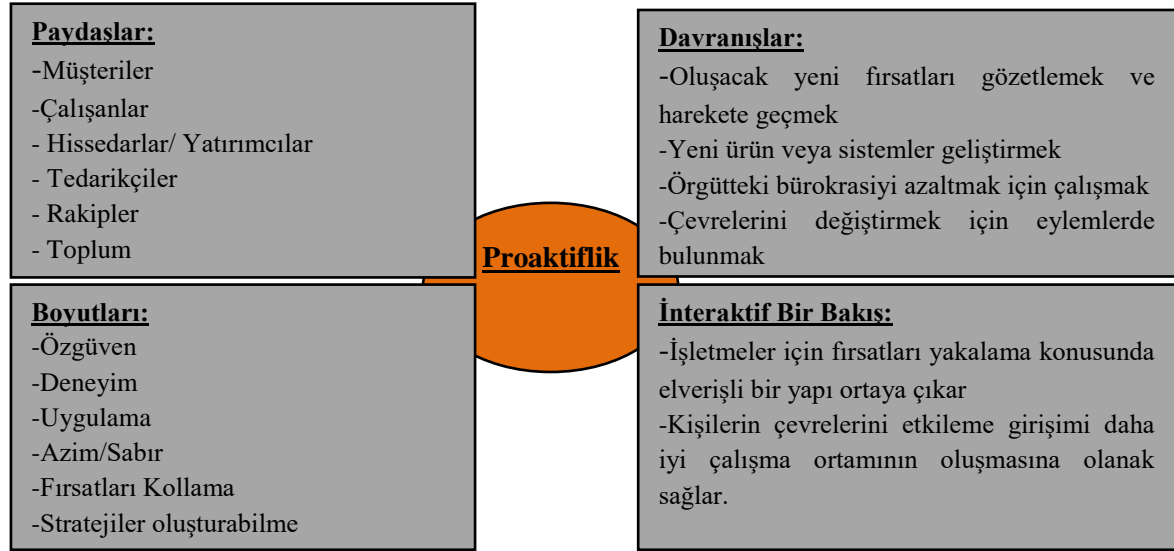 Paydaşlar:
-Müşteriler
-Çalışanlar
- Hissedarlar/ Yatırımcılar
- Tedarikçiler
- Rakipler
- Toplum
Davranışlar:
-Oluşacak yeni fırsatları gözetlemek ve
harekete geçmek
-Yeni ürün veya sistemler geliştirmek
-Örgütteki bürokrasiyi azaltmak için çalışmak
-Çevrelerini değiştirmek için eylemlerde
bulunmak
Proaktiflik
Boyutları:
-Özgüven
-Deneyim
-Uygulama
-Azim/Sabır
-Fırsatları Kollama
-Stratejiler oluşturabilme
İnteraktif Bir Bakış:
-İşletmeler için fırsatları yakalama konusunda
elverişli bir yapı ortaya çıkar
-Kişilerin çevrelerini etkileme girişimi daha
iyi çalışma ortamının oluşmasına olanak
sağlar.